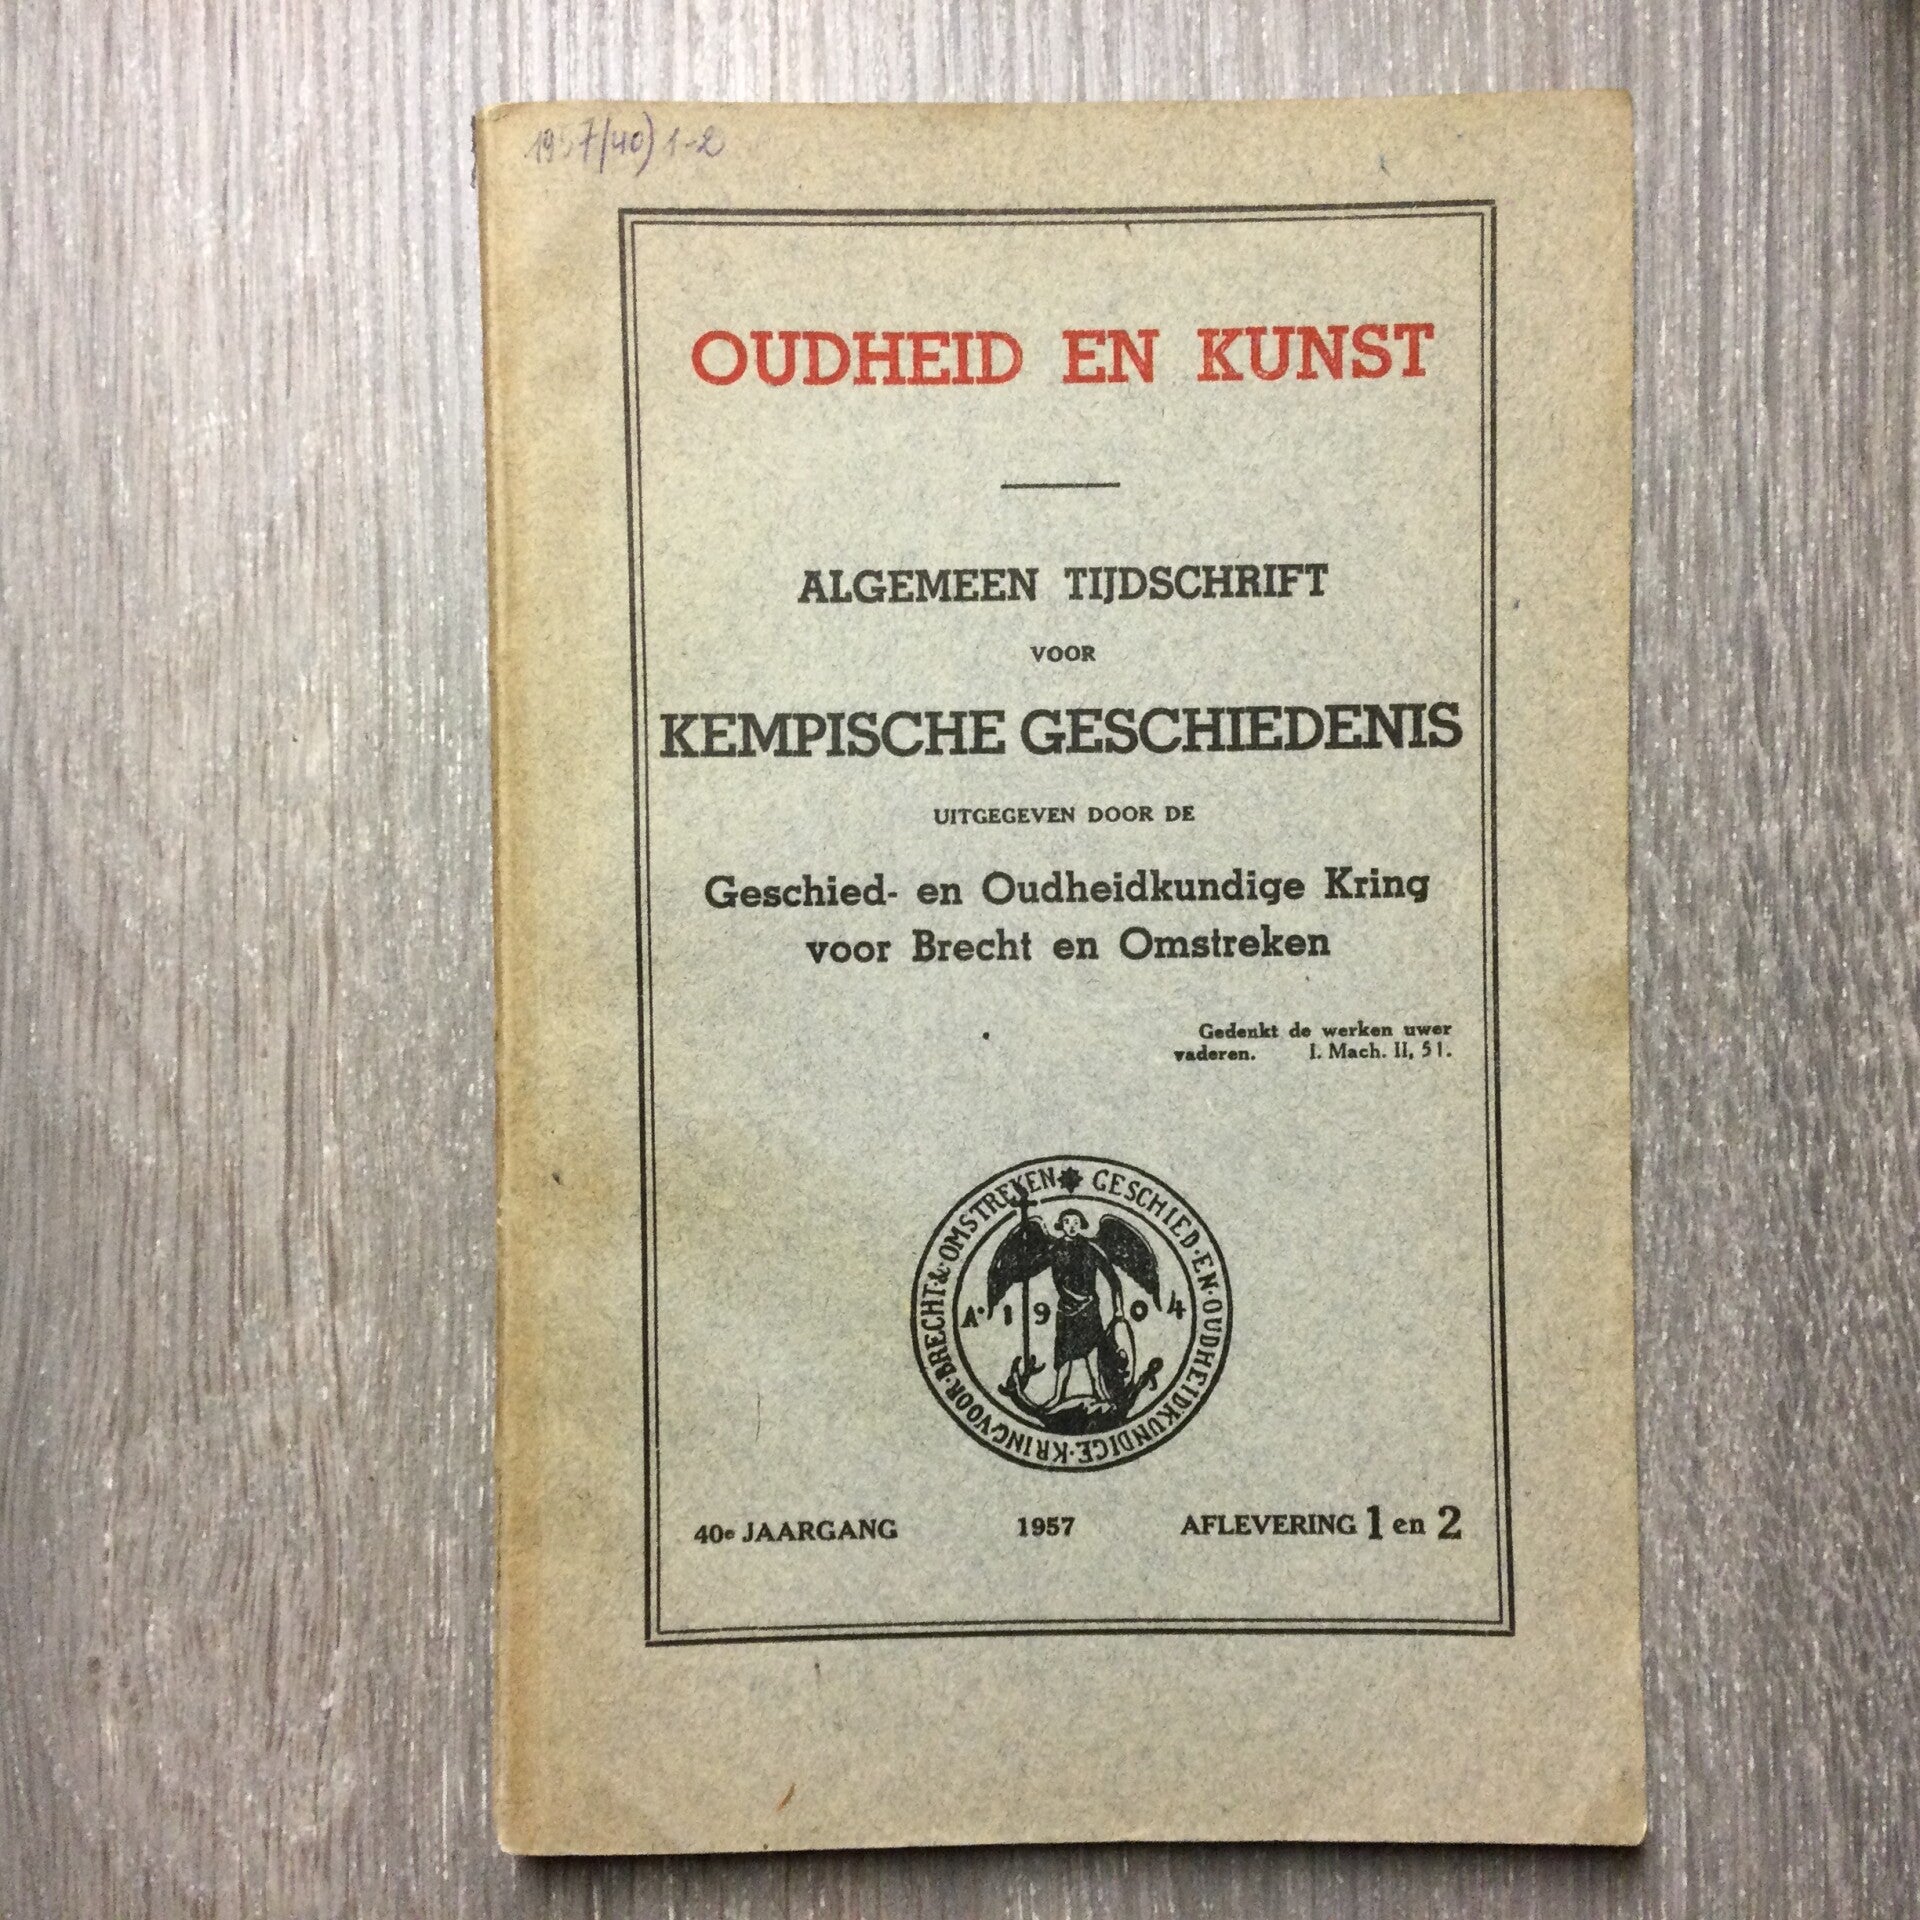 1957/40) 1-2
OUDHEID EN KUNST
ALGEMEEN TIJDSCHRIFT
VOOR
KEMPISCHE GESCHIEDENIS
UITGEGEVEN DOOR DE
Geschied- en Oudheidkundige Kring
voor Brecht en Omstreken
Gedenkt de werken uwer
vaderen. I. Mach. II, 51.
GESCHIED·EN·OUDHEIDKUNDIGE·KRING·VOOR·BRECHT·&·OMSTREKEN
A· 1904
40e JAARGANG 1957 AFLEVERING 1 en 2